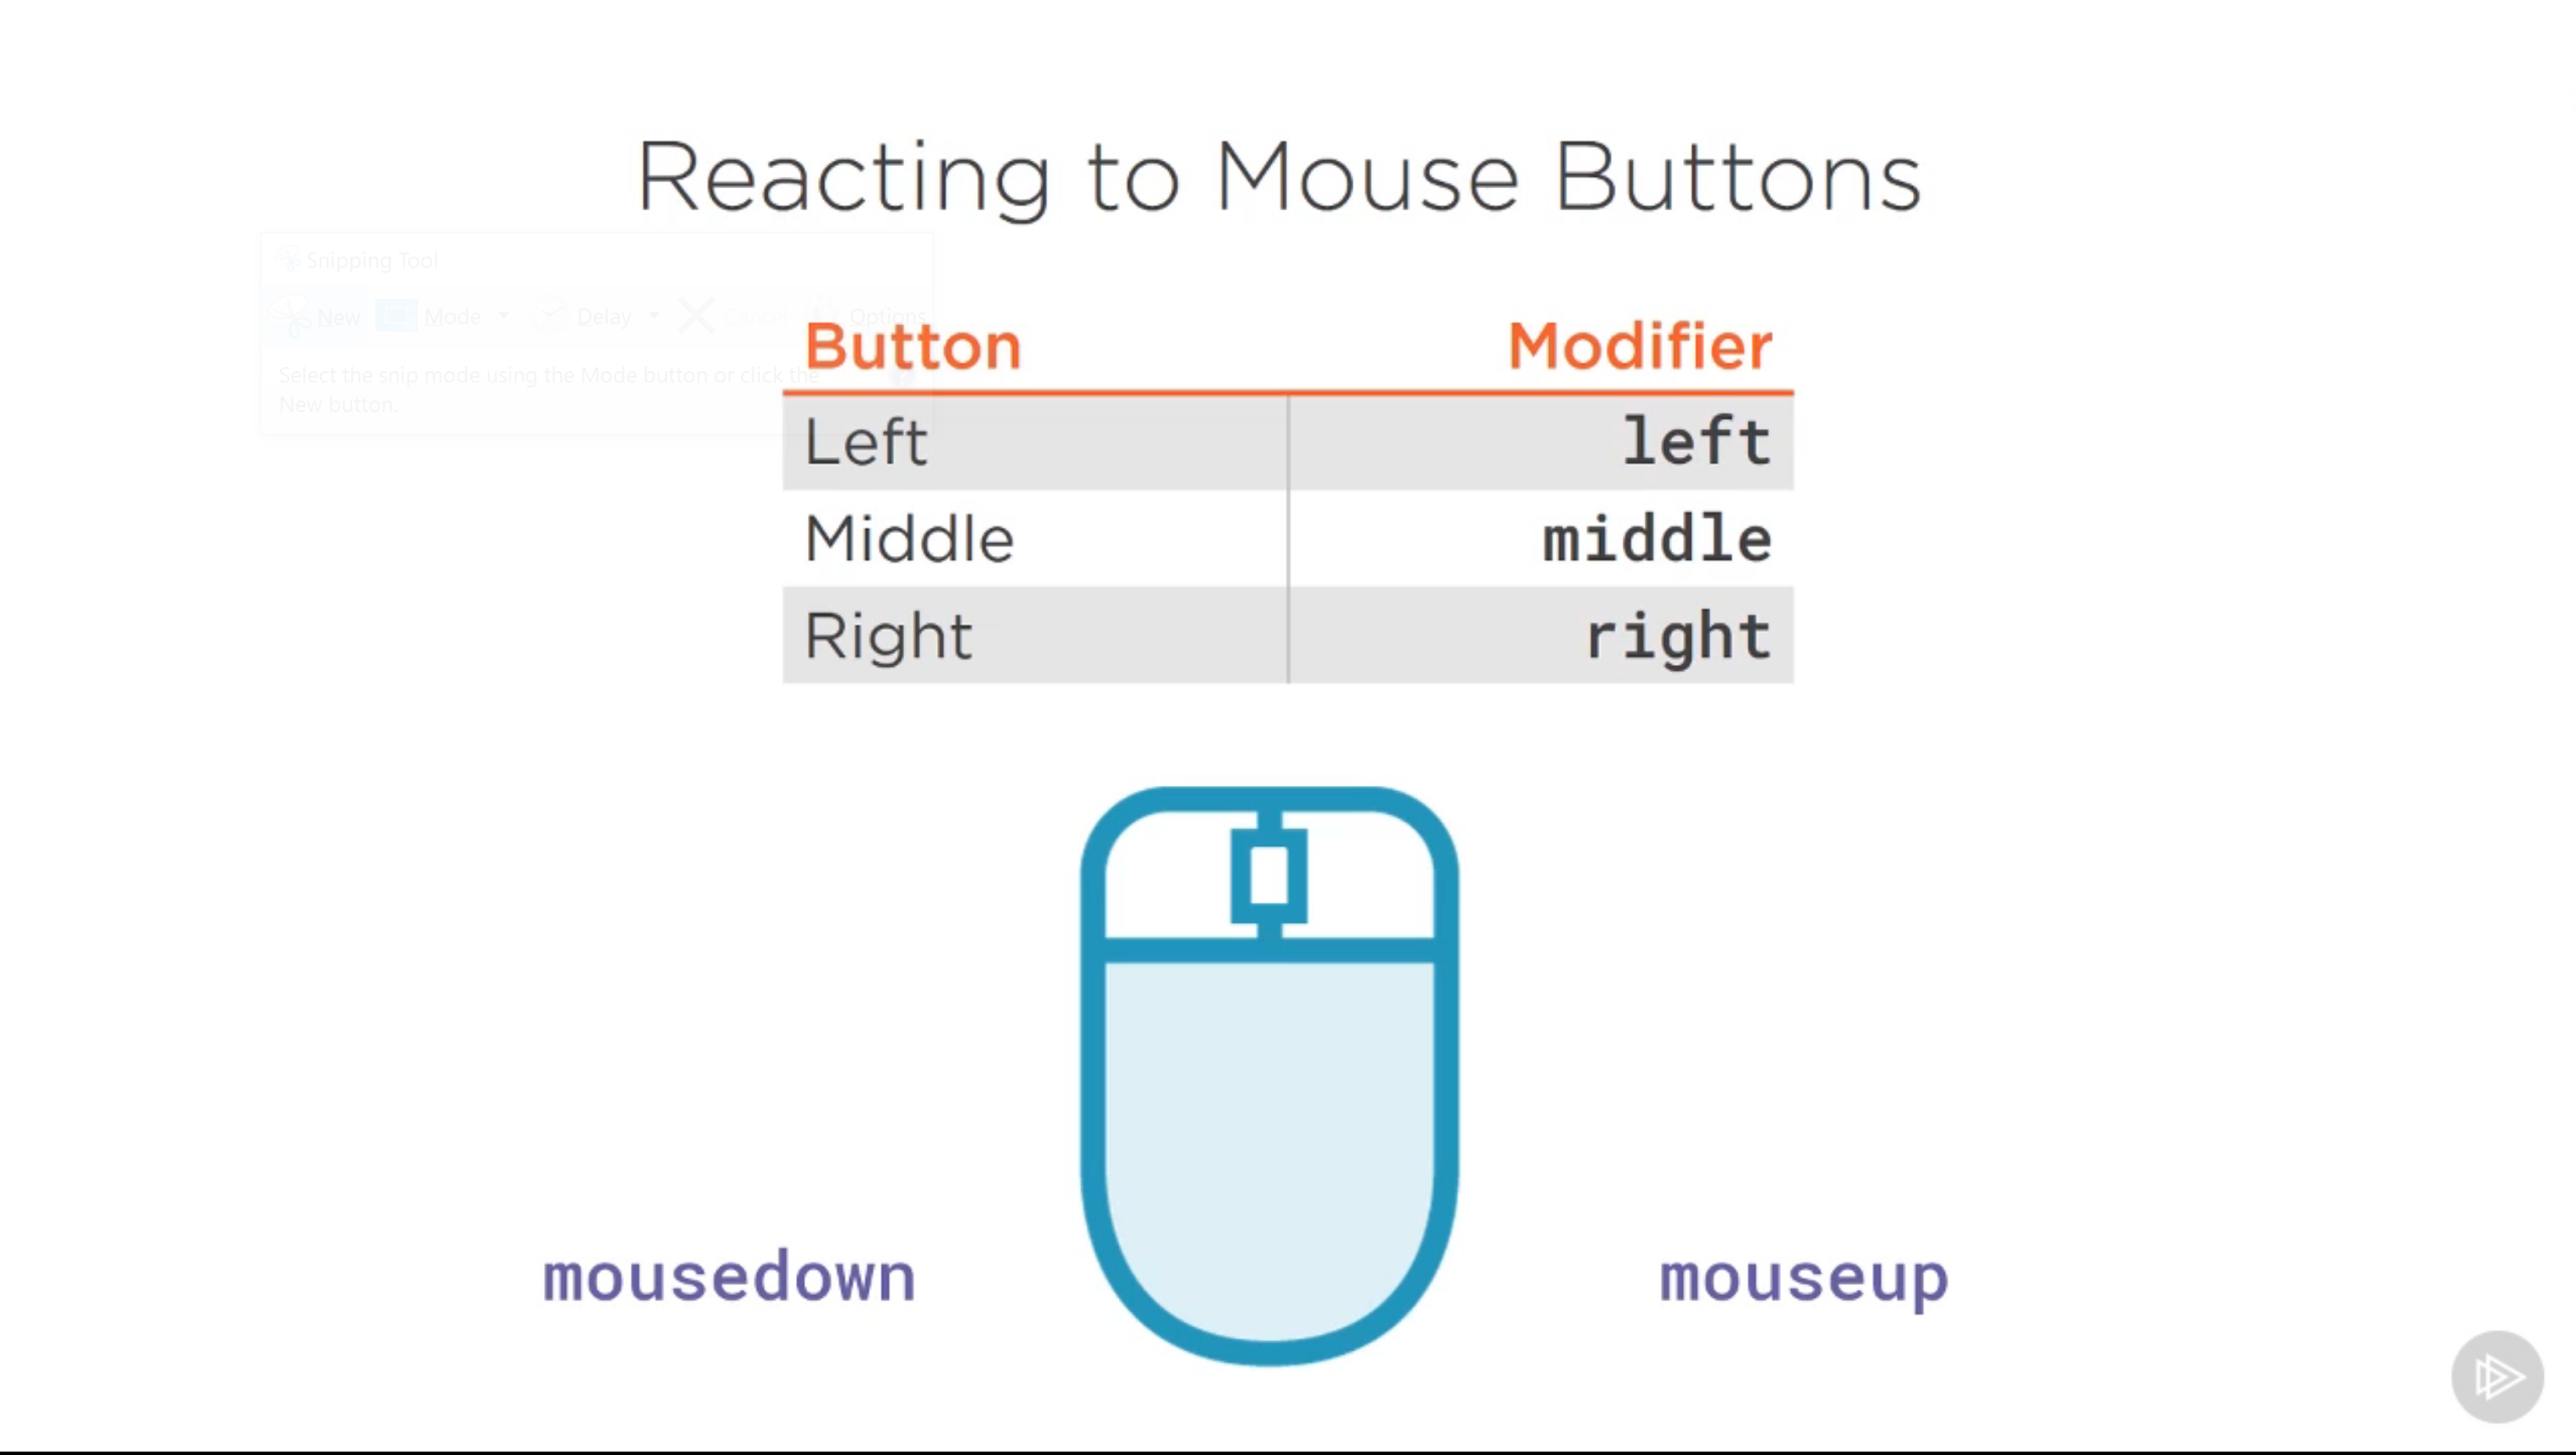 Reacting to Mouse Buttons
Snipping Tool
New Mode Delay Cancel Options
Select the snip mode using the Mode button or click the
New button.
Button Modifier
Left left
Middle middle
Right right
mousedown mouseup